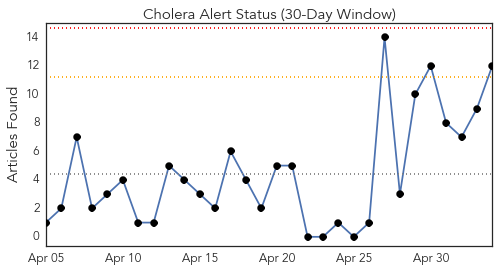 Cholera Alert Status (30-Day Window)
Articles Found
14
12
10
8
6
4
2
0
Apr 05
Apr 10
Apr 15
Apr 20
Apr 25
Apr 30